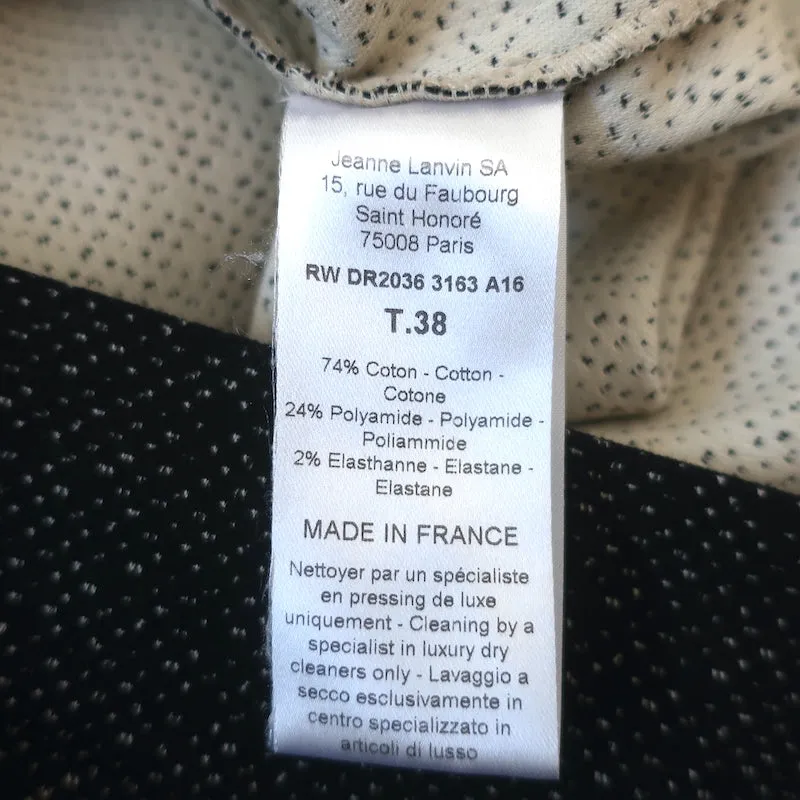 Jeanne Lanvin SA
15, rue du Faubourg
Saint Honoré
75008 Paris
RW DR2036 3163 A16
T.38
74% Coton - Cotton -
Cotone
24% Polyamide - Polyamide -
Poliammide
2% Elasthanne - Elastane -
Elastane
MADE IN FRANCE
Nettoyer par un spécialiste
en pressing de luxe
uniquement - Cleaning by a
specialist in luxury dry
cleaners only - Lavaggio a
secco esclusivamente in
centro specializzato in
articoli di lusso